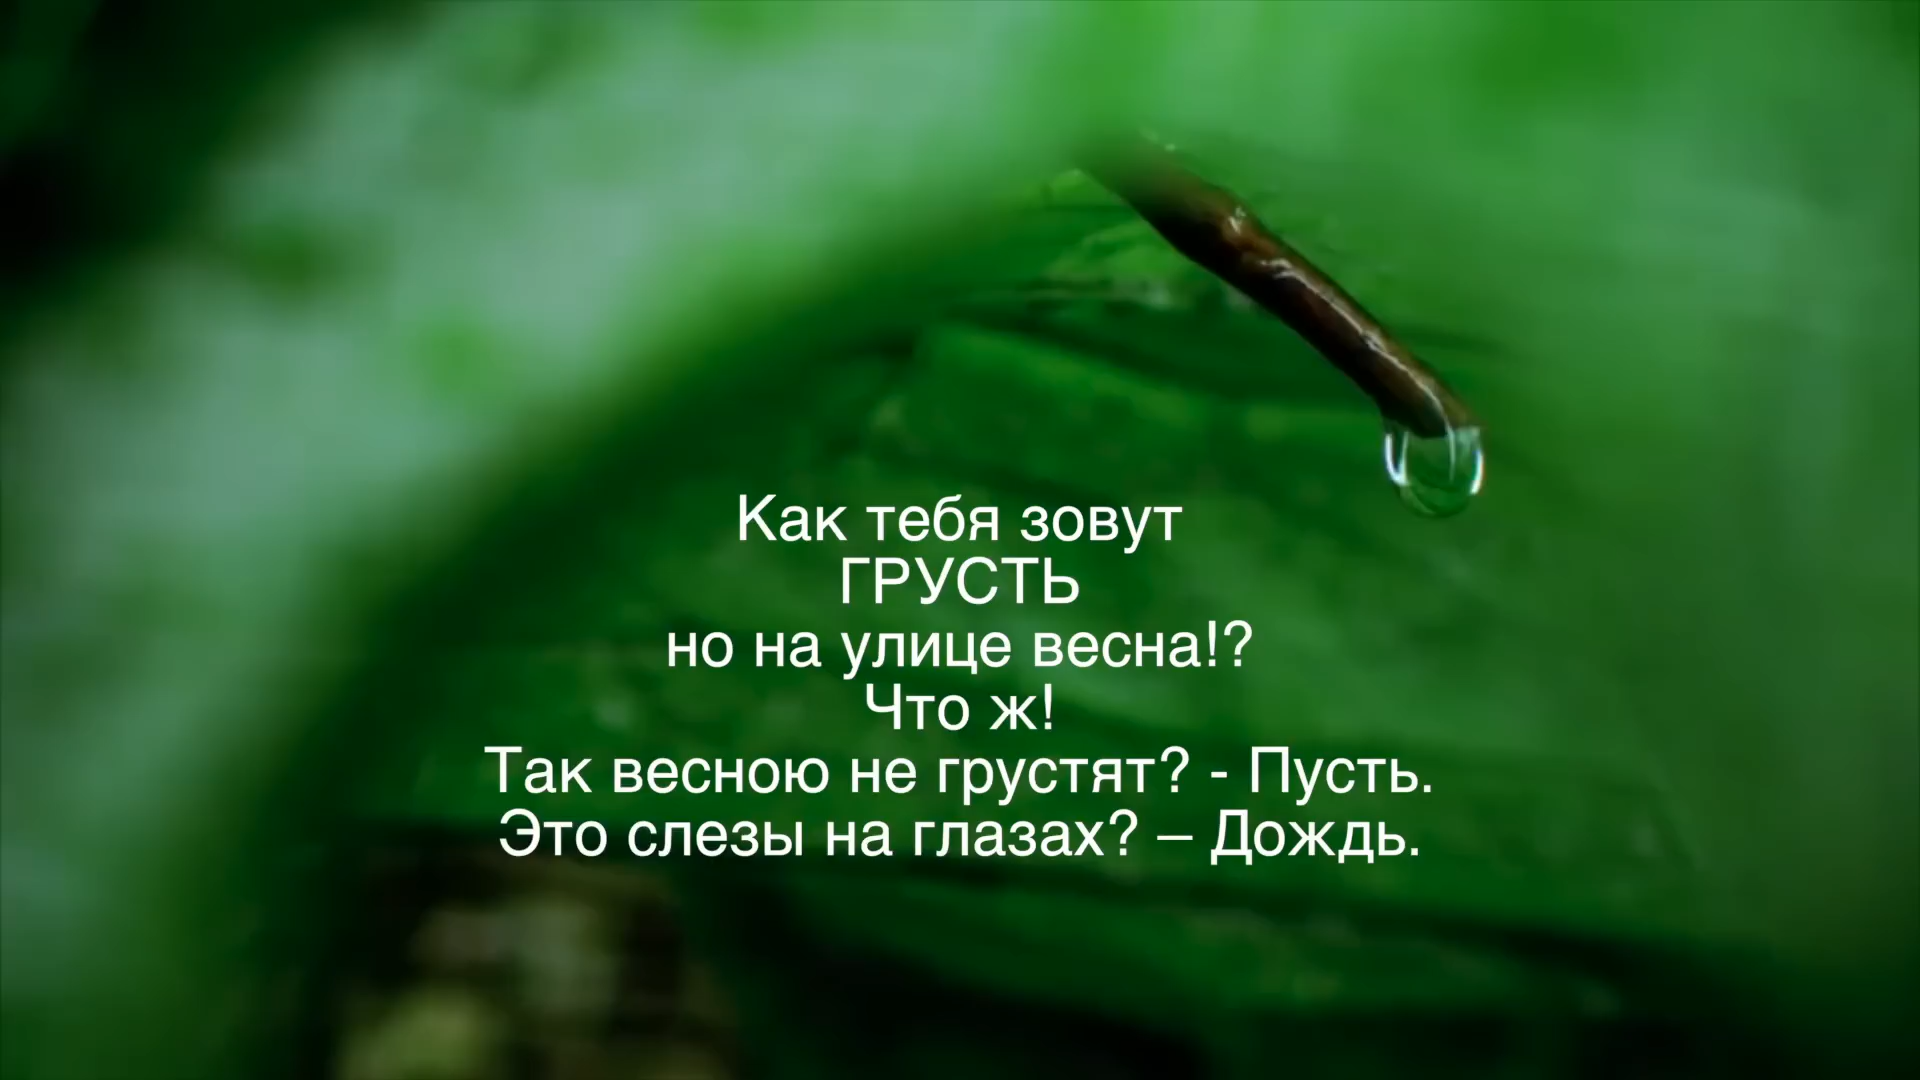 Как тебя зовут
ГРУСТЬ
но на улице весна!?
Что ж!
Так весною не грустят? - Пусть.
Это слезы на глазах? – Дождь.